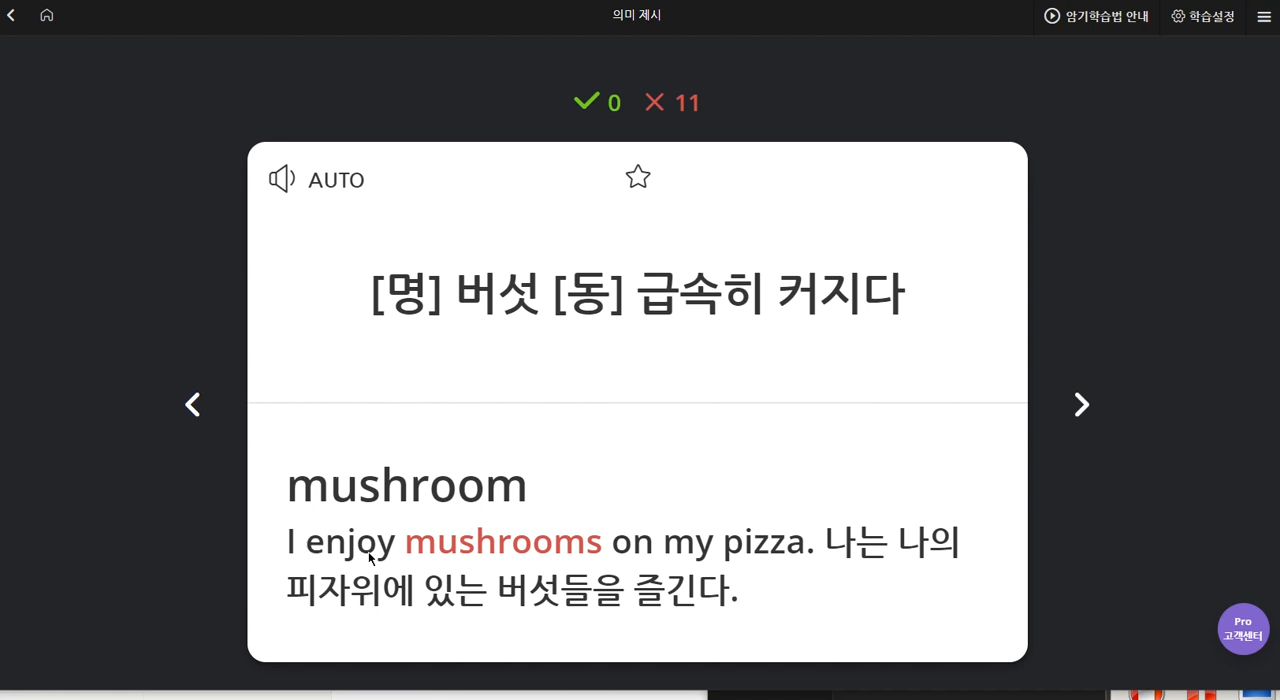 의미 제시
암기학습법 안내
학습설정
0 11
AUTO
[명] 버섯 [동] 급속히 커지다
mushroom
I enjoy mushrooms on my pizza. 나는 나의
피자위에 있는 버섯들을 즐긴다.
Pro
고객센터